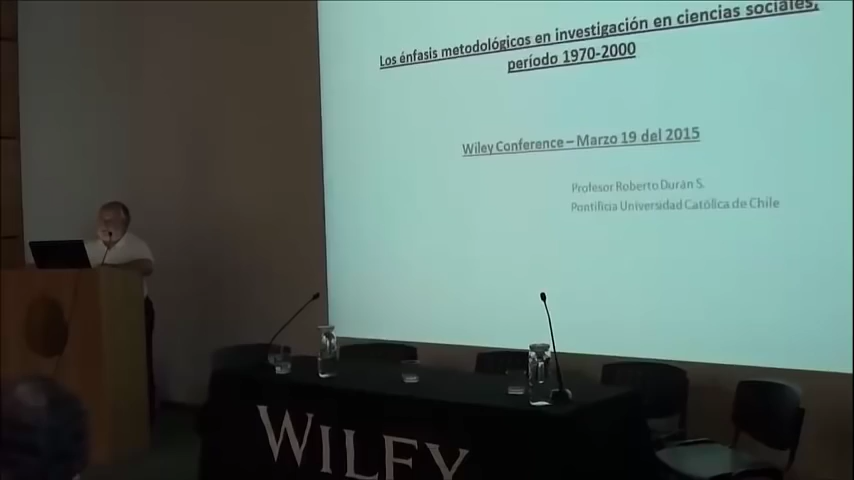 Los énfasis metodológicos en investigación en ciencias sociales,
período 1970-2000
Wiley Conference – Marzo 19 del 2015
Profesor Roberto Durán S.
Pontificia Universidad Católica de Chile
WILEY